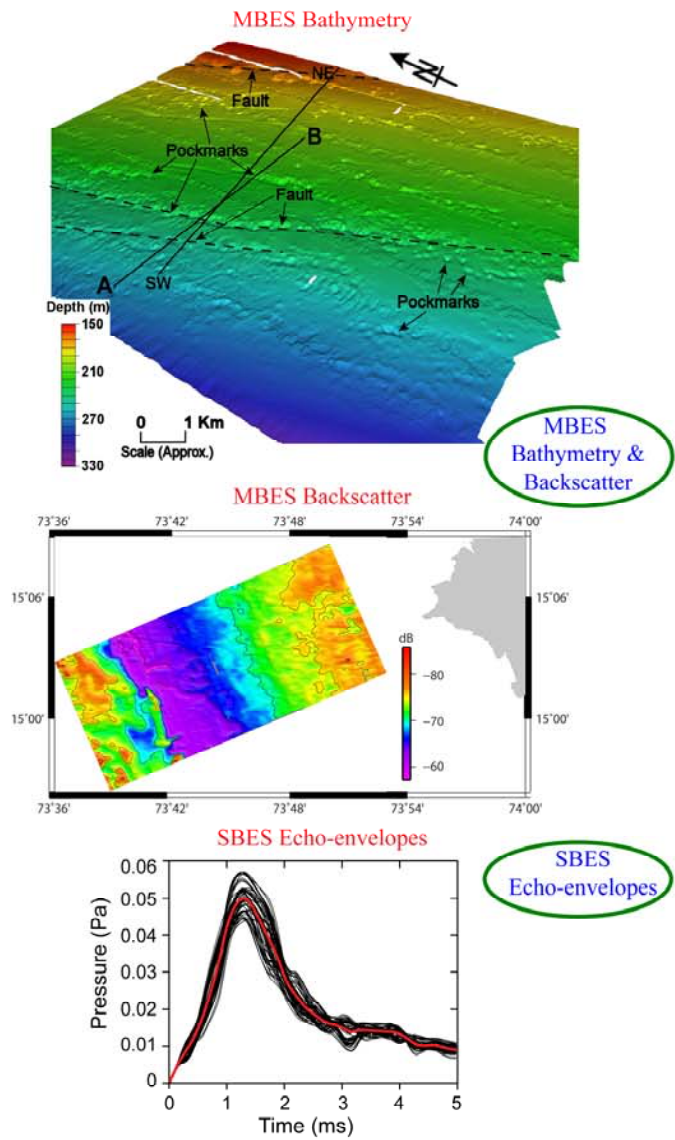 MBES Bathymetry
N
NE
Fault
B
Pockmarks
Fault
A
SW
Pockmarks
Depth (m)
150
210
270
330
0 1 Km
Scale (Approx.)
MBES
Bathymetry &
Backscatter
MBES Backscatter
73˚36' 73˚42' 73˚48' 73˚54' 74˚00'
15˚06'
15˚00'
dB
−80
−70
−60
73˚36' 73˚42' 73˚48' 73˚54' 74˚00'
SBES Echo-envelopes
SBES
Echo-envelopes
0.06
0.05
0.04
0.03
0.02
0.01
0
Pressure (Pa)
0 1 2 3 4 5
Time (ms)